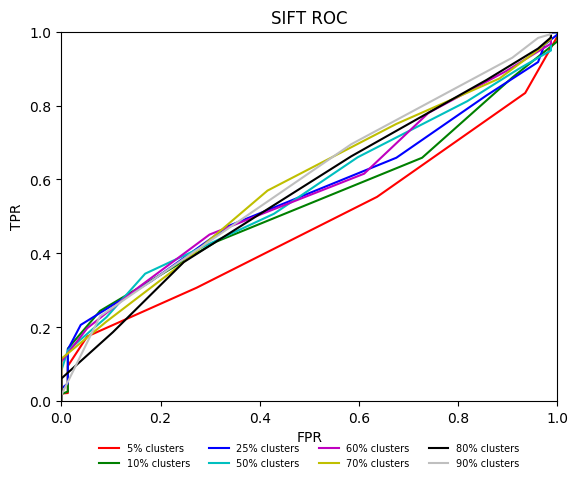 SIFT ROC
1.0
0.8
0.6
0.4
0.2
0.0
TPR
0.0 0.2 0.4 0.6 0.8 1.0
FPR
5% clusters 25% clusters 60% clusters 80% clusters
10% clusters 50% clusters 70% clusters 90% clusters